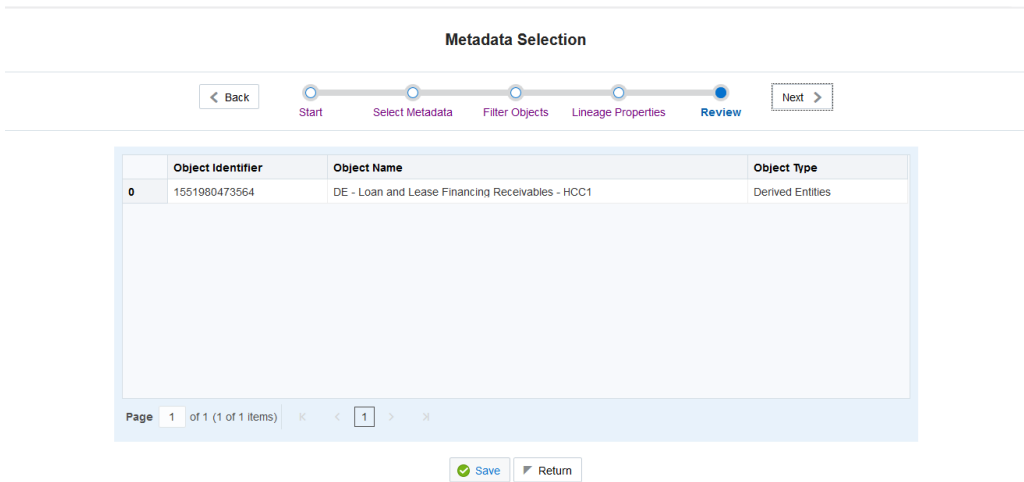 Metadata Selection
Back
Next
Start Select Metadata Filter Objects Lineage Properties Review
Object Identifier Object Name Object Type
0 1551980473564 DE - Loan and Lease Financing Receivables - HCC1 Derived Entities
Page 1 of 1 (1 of 1 items) 1
Save Return